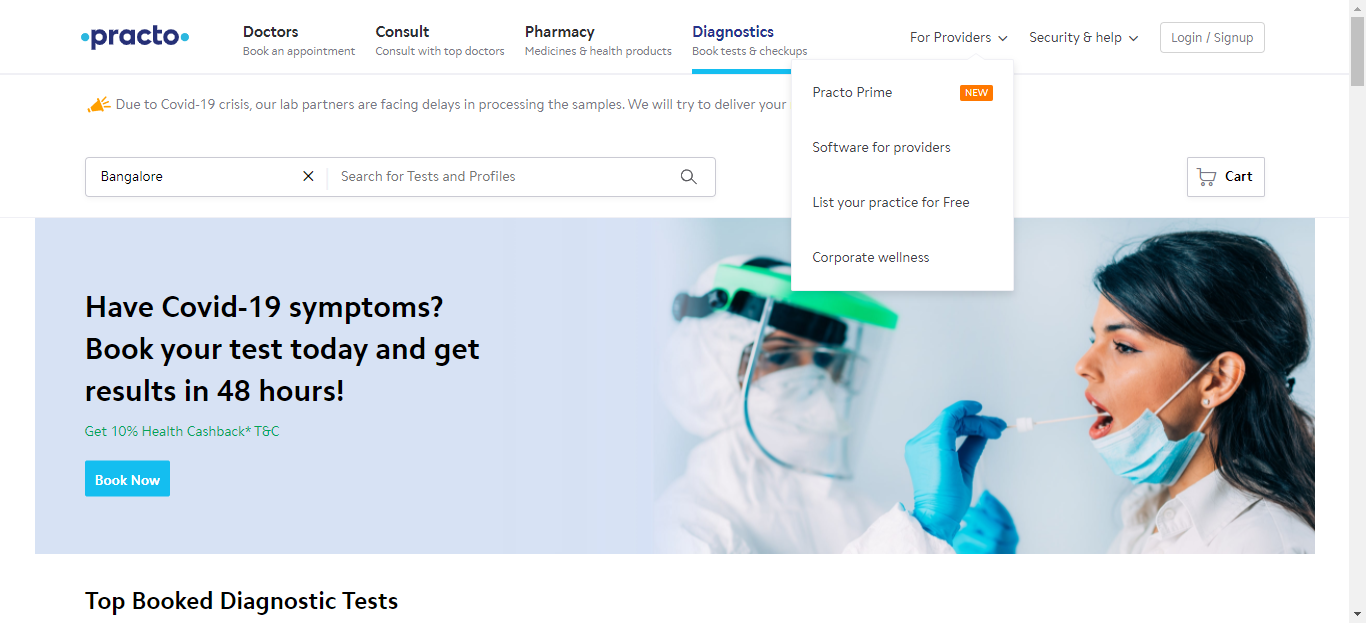 practo
Doctors
Book an appointment
Consult
Consult with top doctors
Pharmacy
Medicines & health products
Diagnostics
Book tests & checkups
For Providers
Security & help
Login / Signup
Practo Prime NEW
Software for providers
List your practice for Free
Corporate wellness
Due to Covid-19 crisis, our lab partners are facing delays in processing the samples. We will try to deliver your
Bangalore
Search for Tests and Profiles
Cart
Have Covid-19 symptoms?
Book your test today and get
results in 48 hours!
Get 10% Health Cashback* T&C
Book Now
Top Booked Diagnostic Tests